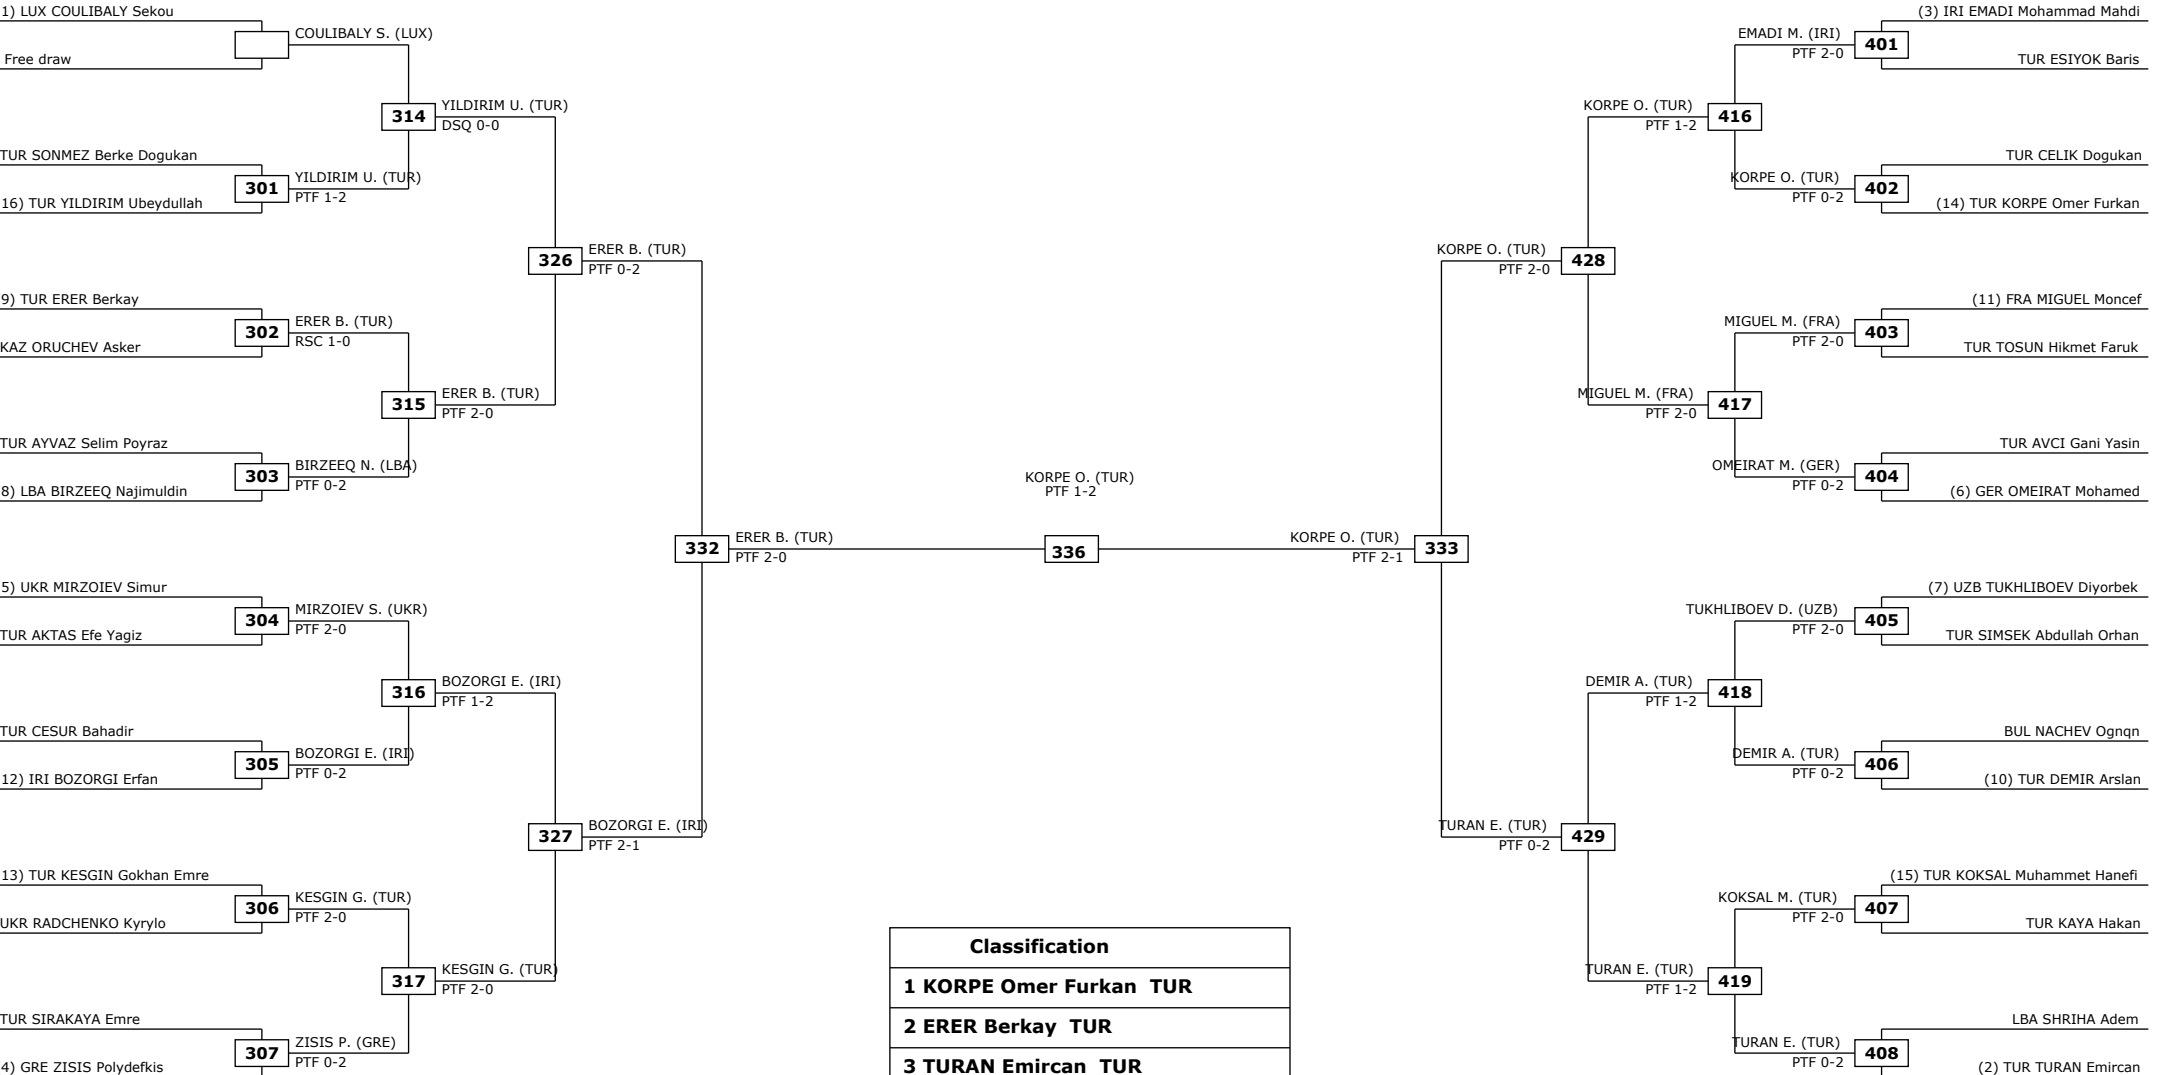 1) LUX COULIBALY Sekou
COULIBALY S. (LUX)
Free draw
314
YILDIRIM U. (TUR)
DSQ 0-0
TUR SONMEZ Berke Dogukan
301
YILDIRIM U. (TUR)
PTF 1-2
16) TUR YILDIRIM Ubeydullah
326
ERER B. (TUR)
PTF 0-2
9) TUR ERER Berkay
302
ERER B. (TUR)
RSC 1-0
KAZ ORUCHEV Asker
315
ERER B. (TUR)
PTF 2-0
TUR AYVAZ Selim Poyraz
303
BIRZEEQ N. (LBA)
PTF 0-2
8) LBA BIRZEEQ Najimuldin
332
ERER B. (TUR)
PTF 2-0
5) UKR MIRZOIEV Simur
304
MIRZOIEV S. (UKR)
PTF 2-0
TUR AKTAS Efe Yagiz
316
BOZORGI E. (IRI)
PTF 1-2
TUR CESUR Bahadir
305
BOZORGI E. (IRI)
PTF 0-2
12) IRI BOZORGI Erfan
327
BOZORGI E. (IRI)
PTF 2-1
13) TUR KESGIN Gokhan Emre
306
KESGIN G. (TUR)
PTF 2-0
UKR RADCHENKO Kyrylo
317
KESGIN G. (TUR)
PTF 2-0
TUR SIRAKAYA Emre
307
ZISIS P. (GRE)
PTF 0-2
4) GRE ZISIS Polydefkis
KORPE O. (TUR)
PTF 1-2
336
Classification
1 KORPE Omer Furkan TUR
2 ERER Berkay TUR
3 TURAN Emircan TUR
(3) IRI EMADI Mohammad Mahdi
EMADI M. (IRI)
PTF 2-0
401
TUR ESIYOK Baris
KORPE O. (TUR)
PTF 1-2
416
TUR CELIK Dogukan
KORPE O. (TUR)
PTF 0-2
402
(14) TUR KORPE Omer Furkan
KORPE O. (TUR)
PTF 2-0
428
(11) FRA MIGUEL Moncef
MIGUEL M. (FRA)
PTF 2-0
403
TUR TOSUN Hikmet Faruk
MIGUEL M. (FRA)
PTF 2-0
417
TUR AVCI Gani Yasin
OMEIRAT M. (GER)
PTF 0-2
404
(6) GER OMEIRAT Mohamed
KORPE O. (TUR)
PTF 2-1
333
(7) UZB TUKHLIBOEV Diyorbek
TUKHLIBOEV D. (UZB)
PTF 2-0
405
TUR SIMSEK Abdullah Orhan
DEMIR A. (TUR)
PTF 1-2
418
BUL NACHEV Ognqn
DEMIR A. (TUR)
PTF 0-2
406
(10) TUR DEMIR Arslan
TURAN E. (TUR)
PTF 0-2
429
(15) TUR KOKSAL Muhammet Hanefi
KOKSAL M. (TUR)
PTF 2-0
407
TUR KAYA Hakan
TURAN E. (TUR)
PTF 1-2
419
LBA SHRIHA Adem
TURAN E. (TUR)
PTF 0-2
408
(2) TUR TURAN Emircan